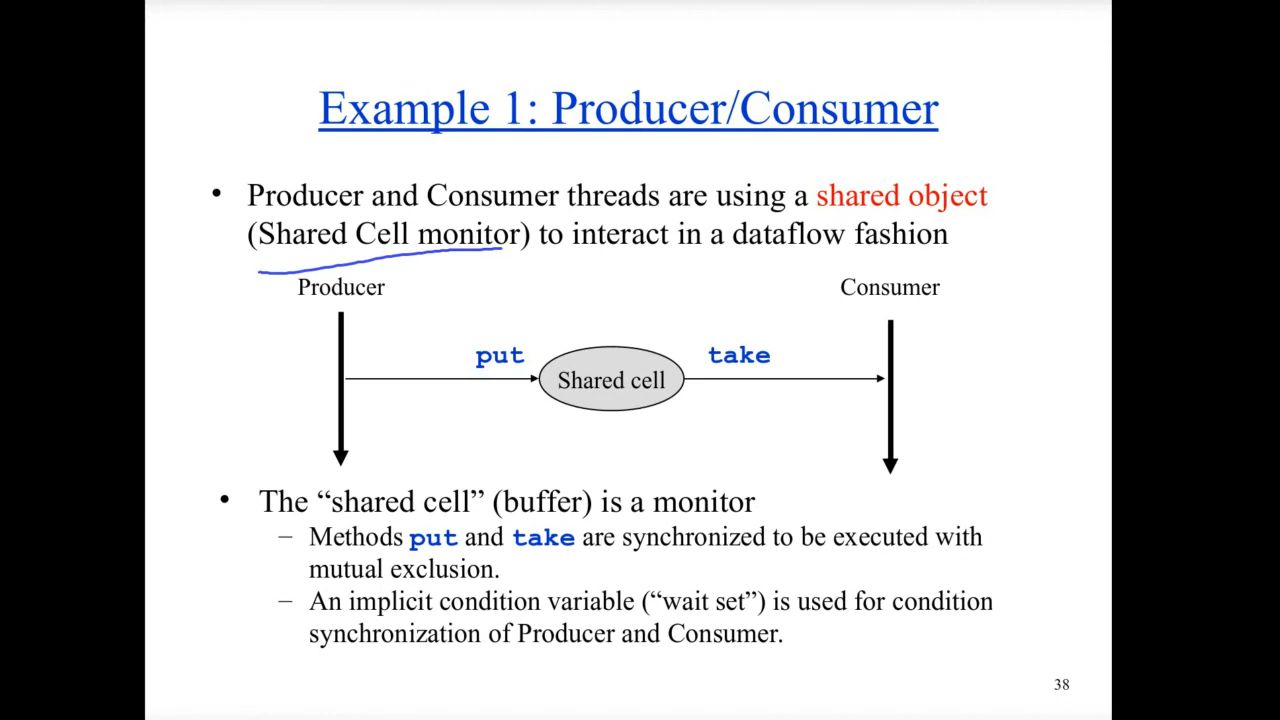 Example 1: Producer/Consumer
• Producer and Consumer threads are using a shared object
(Shared Cell monitor) to interact in a dataflow fashion
Producer
Consumer
put
take
Shared cell
• The “shared cell” (buffer) is a monitor
– Methods put and take are synchronized to be executed with
mutual exclusion.
– An implicit condition variable (“wait set”) is used for condition
synchronization of Producer and Consumer.
38